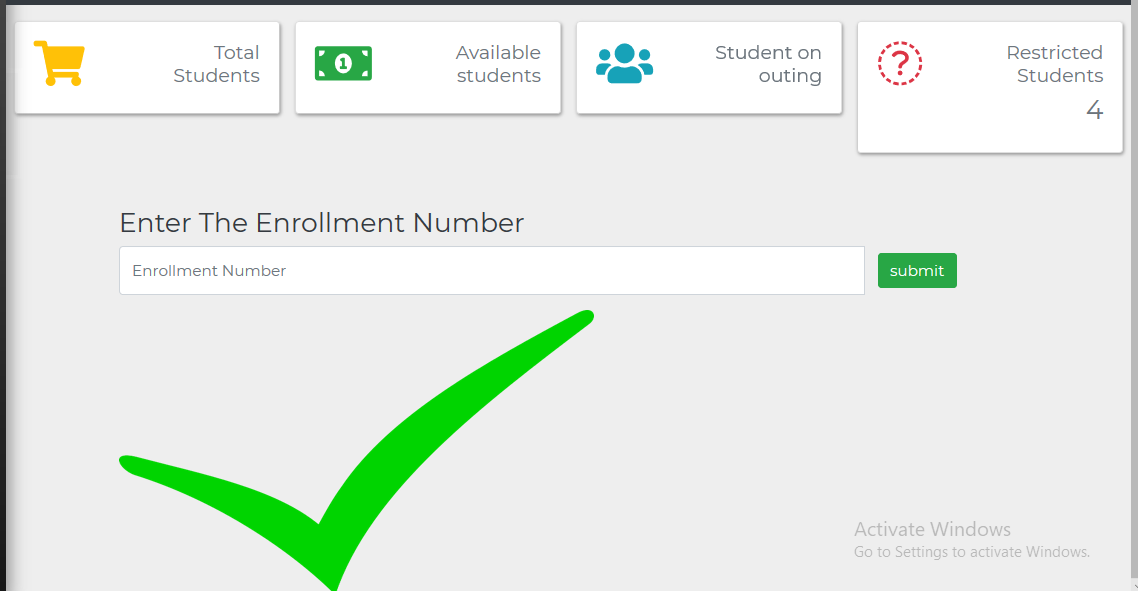 Total
Students
1
Available
students
Student on
outing
?
Restricted
Students
4
Enter The Enrollment Number
Enrollment Number
submit
Activate Windows
Go to Settings to activate Windows.